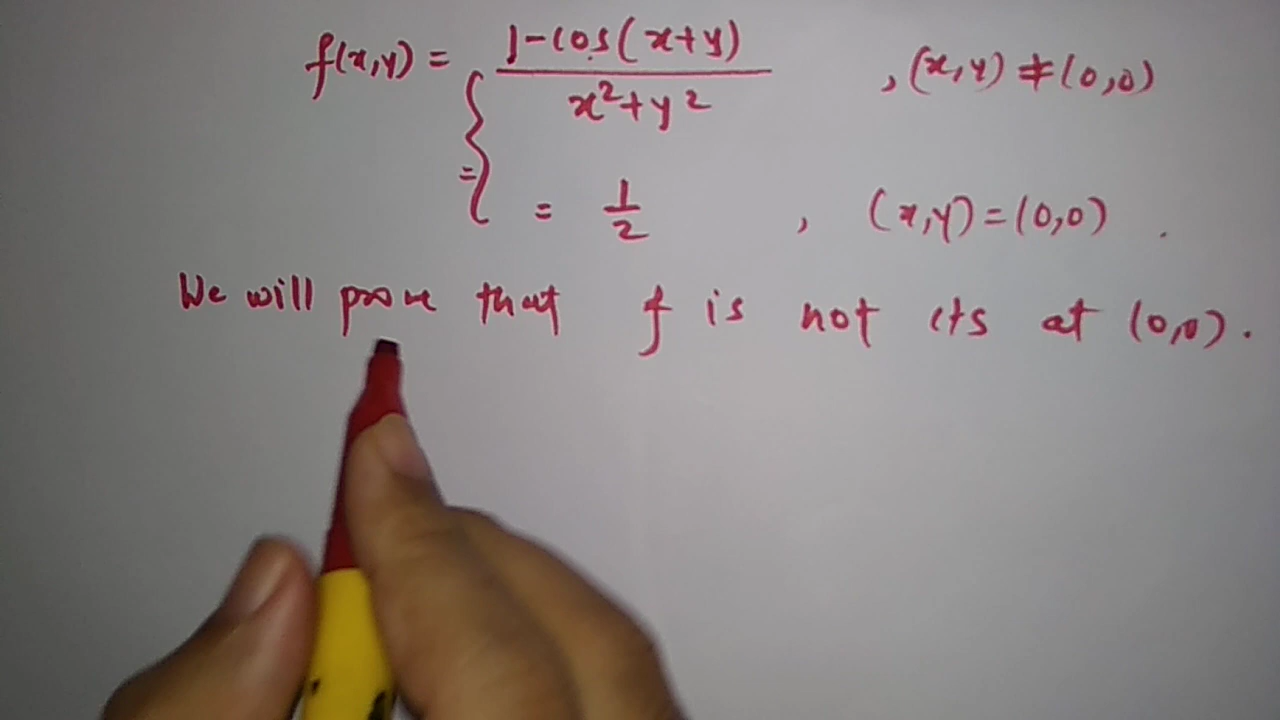 f(x,y) = { 1-cos(x+y) / x²+y² , (x,y) ≠ (0,0)
= = 1/2 , (x,y) = (0,0) .
We will prove that f is not cts at (0,0).